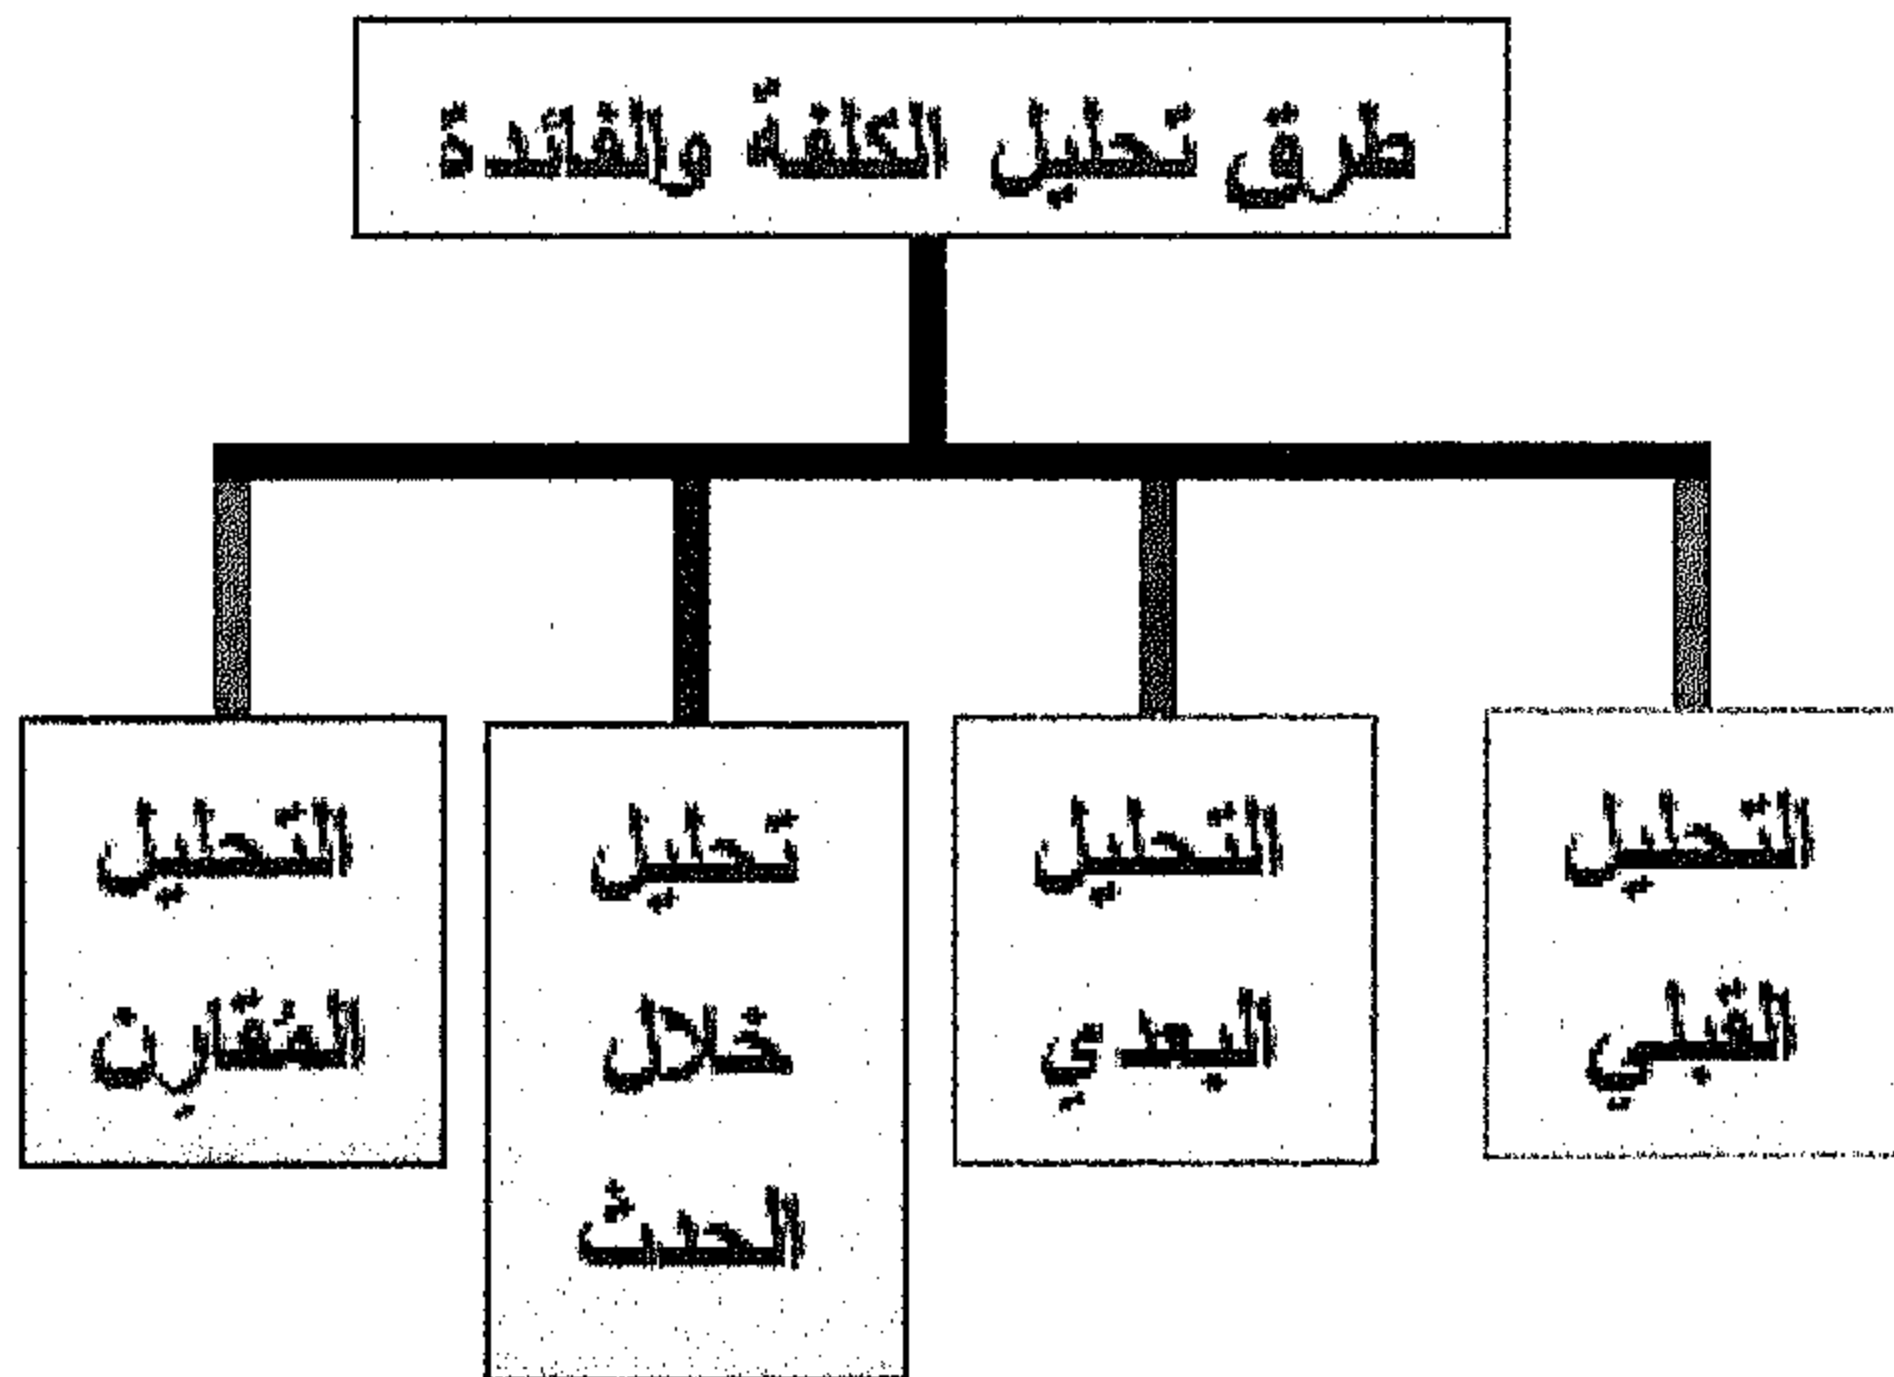 طرق تحليل الكلفة والفائدة
التحليل
القبلي
التحليل
البعدي
تحليل
خلال
الحدث
التحليل
المقارن